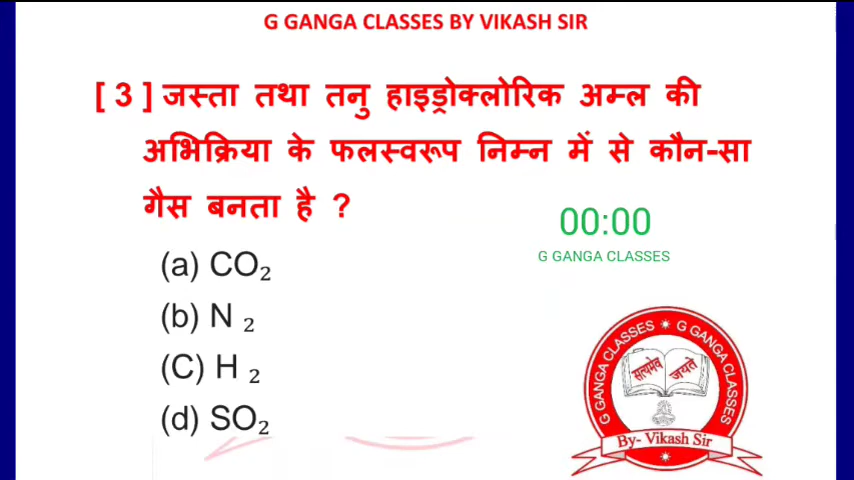 G GANGA CLASSES BY VIKASH SIR
[ 3 ] जस्ता तथा तनु हाइड्रोक्लोरिक अम्ल की
अभिक्रिया के फलस्वरूप निम्न में से कौन-सा
गैस बनता है ?
00:00
G GANGA CLASSES
(a) CO₂
(b) N ₂
(C) H ₂
(d) SO₂
G GANGA CLASSES ☀ G GANGA CLASSES
सत्यमेव जयते
By- Vikash Sir